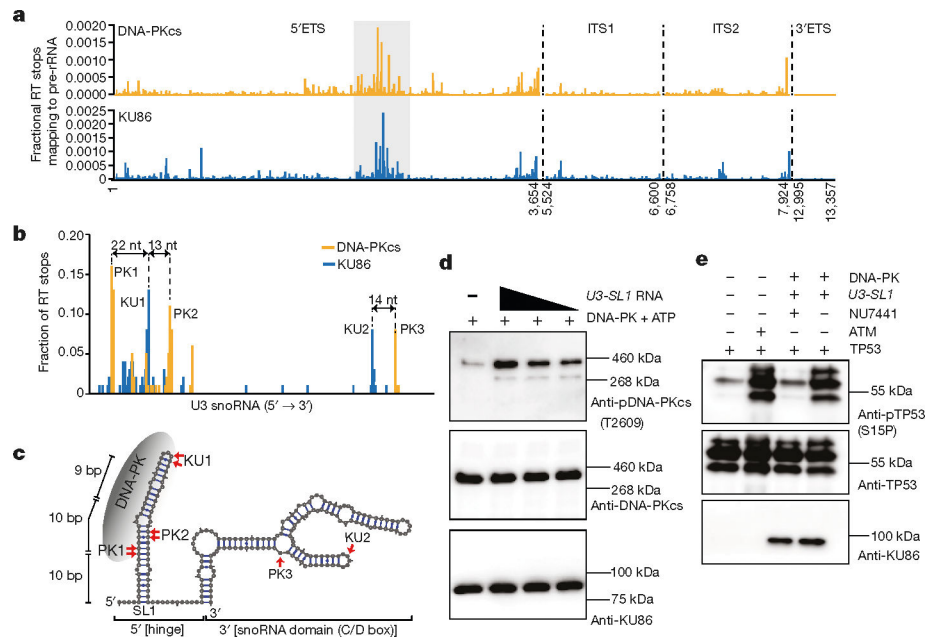 a
DNA-PKcs
5′ETS
ITS1
ITS2
3′ETS
Fractional RT stops
mapping to pre-rRNA
0.0020
0.0015
0.0010
0.0005
0.0000
KU86
0.0025
0.0020
0.0015
0.0010
0.0005
0
1
3,654
5,524
6,600
6,758
7,924
12,995
13,357
b
Fraction of RT stops
0.20
0.15
0.10
0.05
0
22 nt
13 nt
DNA-PKcs
KU86
PK1
KU1
PK2
14 nt
KU2
PK3
U3 snoRNA (5′ → 3′)
c
9 bp
10 bp
10 bp
DNA-PK
KU1
PK2
PK1
KU2
PK3
5′
SL1
3′
5′ [hinge]
3′ [snoRNA domain (C/D box)]
d
– U3-SL1 RNA
+ + + + DNA-PK + ATP
460 kDa
268 kDa
Anti-pDNA-PKcs
(T2609)
460 kDa
268 kDa
Anti-DNA-PKcs
100 kDa
75 kDa
Anti-KU86
e
– – + + DNA-PK
– – + + U3-SL1
– – + – NU7441
– + – – ATM
+ + + + TP53
55 kDa
Anti-pTP53
(S15P)
55 kDa
Anti-TP53
100 kDa
Anti-KU86